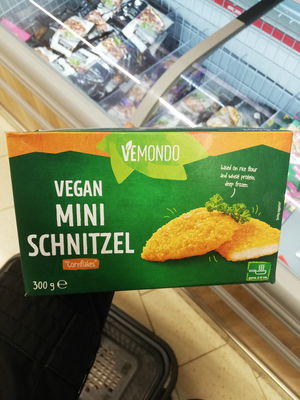 VEMONDO
based on rice flour
and wheat protein,
deep frozen
VEGAN
MINI
SCHNITZEL
"Cornflakes"
300 g ℮